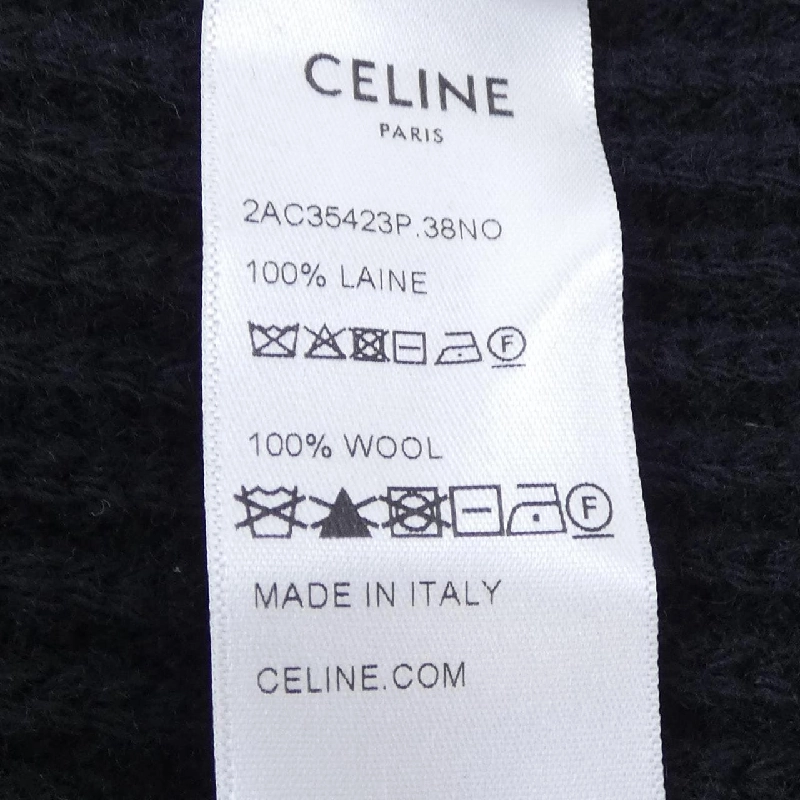 CELINE
PARIS
2AC35423P.38NO
100% LAINE
F
100% WOOL
F
MADE IN ITALY
CELINE.COM